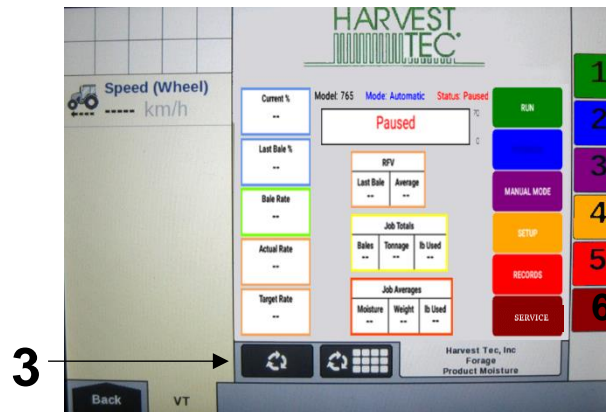 HARVEST
TEC
Speed (Wheel)
----- km/h
Model: 765 Mode: Automatic Status: Paused
Paused
Current %
--
Last Bale %
--
Bale Rate
--
Actual Rate
--
Target Rate
--
RFV
Last Bale Average
-- --
Job Totals
Bales Tonnage lb Used
-- -- --
Job Averages
Moisture Weight lb Used
-- -- --
RUN
MANUAL MODE
SETUP
RECORDS
SERVICE
1
2
3
4
5
6
3
Harvest Tec, Inc
Forage
Product Moisture
Back
VT